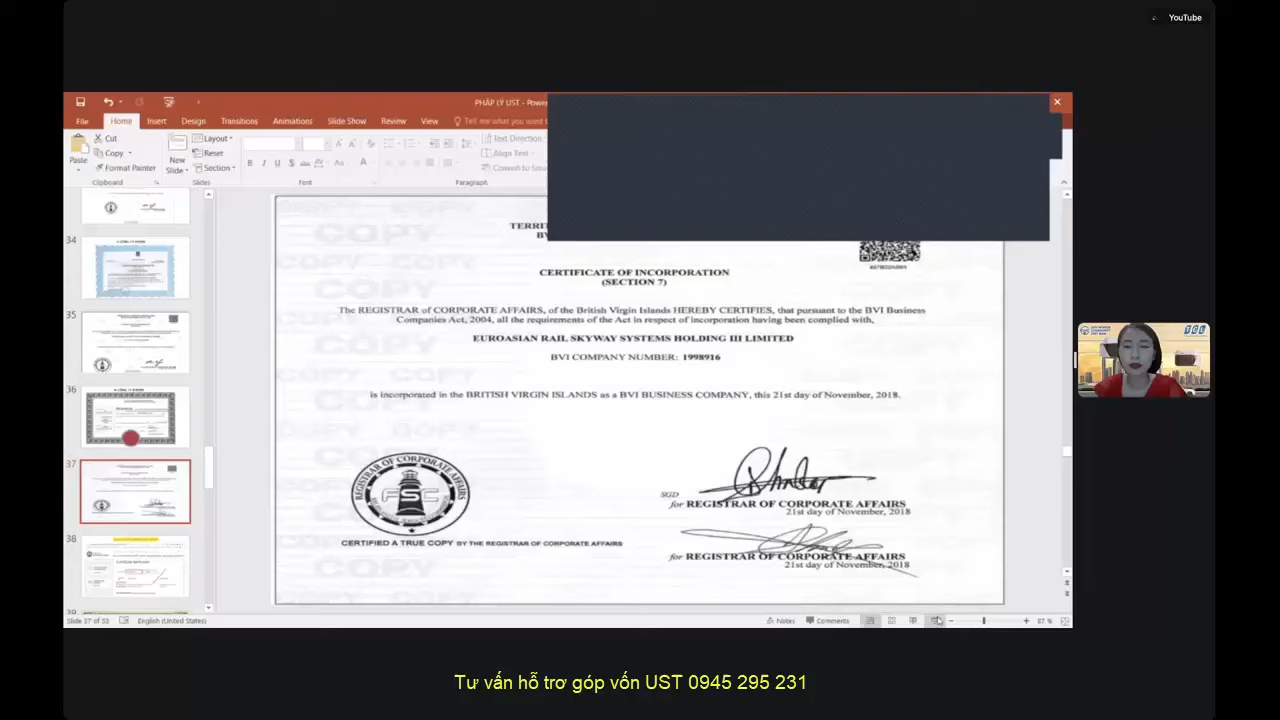 YouTube
PHÁP LÝ UST - Power
File
Home
Insert
Design
Transitions
Animations
Slide Show
Review
View
Tell me what you want t
Paste
Cut
Copy
Format Painter
Clipboard
New
Slide
Layout
Reset
Section
Slides
Font
Text Direction
Align Text
Convert to Sma
Paragraph
34
35
36
37
38
39
TERRIT
CERTIFICATE OF INCORPORATION
(SECTION 7)
The REGISTRAR of CORPORATE AFFAIRS, of the British Virgin Islands HEREBY CERTIFIES, that pursuant to the BVI Business
Companies Act, 2004, all the requirements of the Act in respect of incorporation having been complied with,
EUROASIAN RAIL SKYWAY SYSTEMS HOLDING III LIMITED
BVI COMPANY NUMBER: 1998916
is incorporated in the BRITISH VIRGIN ISLANDS as a BVI BUSINESS COMPANY, this 21st day of November, 2018.
REGISTRAR OF CORPORATE AFFAIRS
FSC
CERTIFIED A TRUE COPY BY THE REGISTRAR OF CORPORATE AFFAIRS
SGD
for REGISTRAR OF CORPORATE AFFAIRS
21st day of November, 2018
for REGISTRAR OF CORPORATE AFFAIRS
21st day of November, 2018
COPY
Slide 37 of 53
English (United States)
Notes
Comments
87 %
TGL
Tư vấn hỗ trơ góp vốn UST 0945 295 231